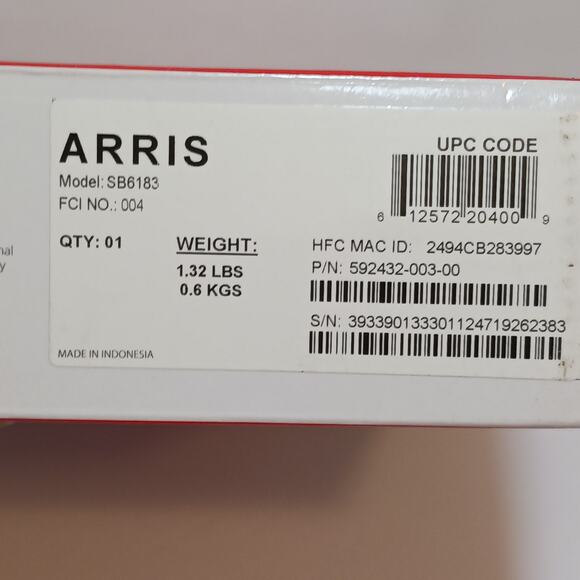 ARRIS
Model: SB6183
FCI NO.: 004
QTY: 01
WEIGHT:
1.32 LBS
0.6 KGS
MADE IN INDONESIA
UPC CODE
6 12572 20400 9
HFC MAC ID: 2494CB283997
P/N: 592432-003-00
S/N: 393390133301124719262383